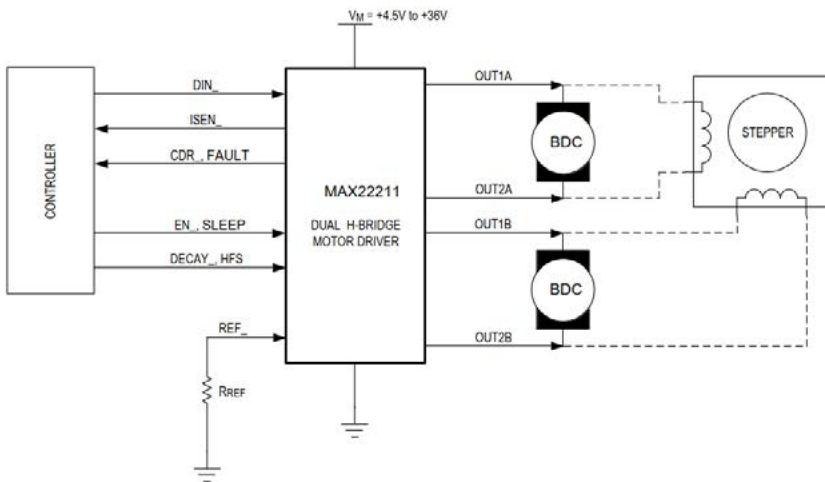 VM = +4.5V to +36V
CONTROLLER
DIN_
ISEN_
CDR_, FAULT
EN_, SLEEP
DECAY_, HFS
REF_
RREF
MAX22211
DUAL H-BRIDGE
MOTOR DRIVER
OUT1A
OUT2A
OUT1B
OUT2B
BDC
BDC
STEPPER